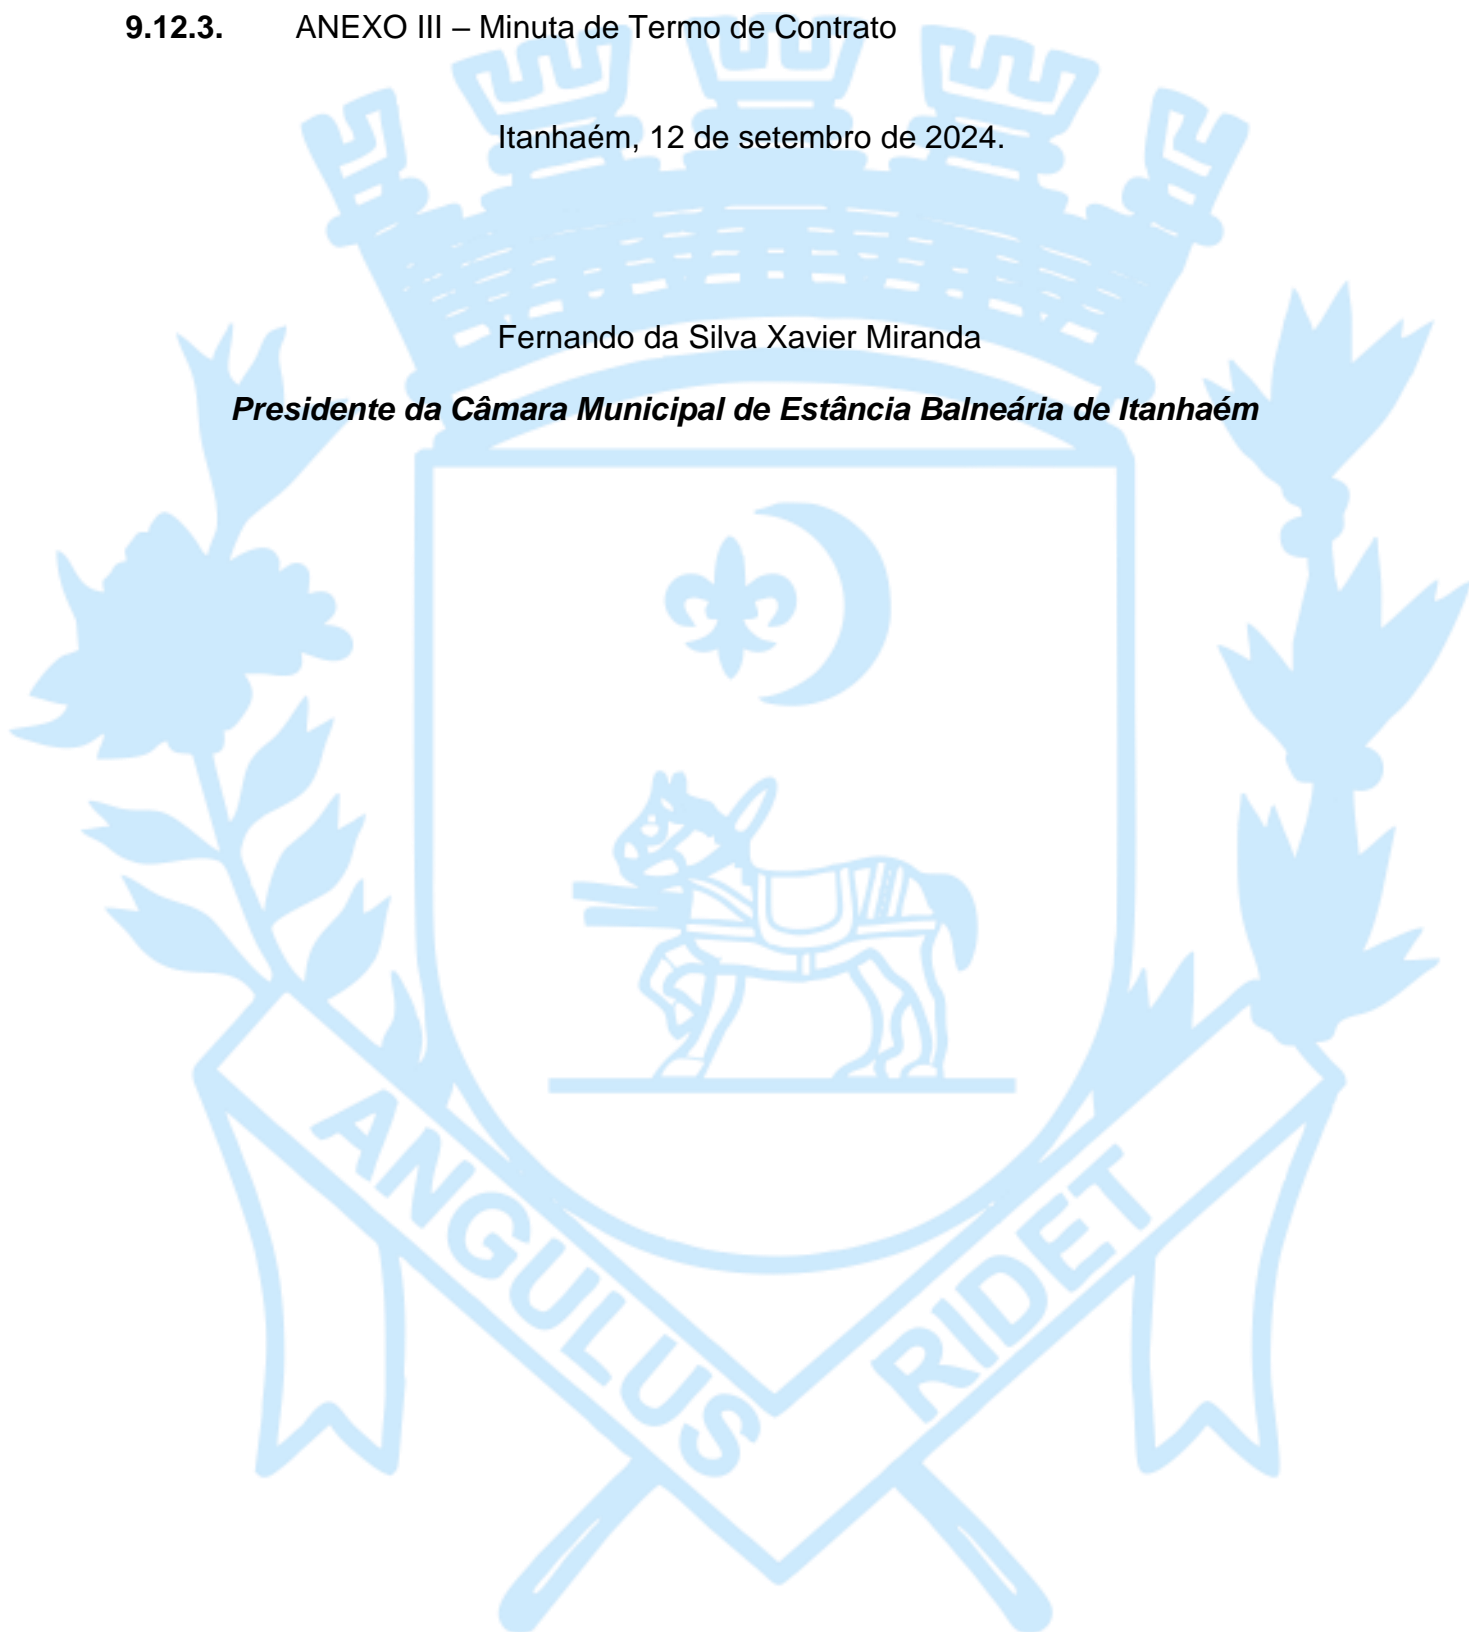 9.12.3. ANEXO III – Minuta de Termo de Contrato
Itanhaém, 12 de setembro de 2024.
Fernando da Silva Xavier Miranda
Presidente da Câmara Municipal de Estância Balneária de Itanhaém
ANGULUS RIDET